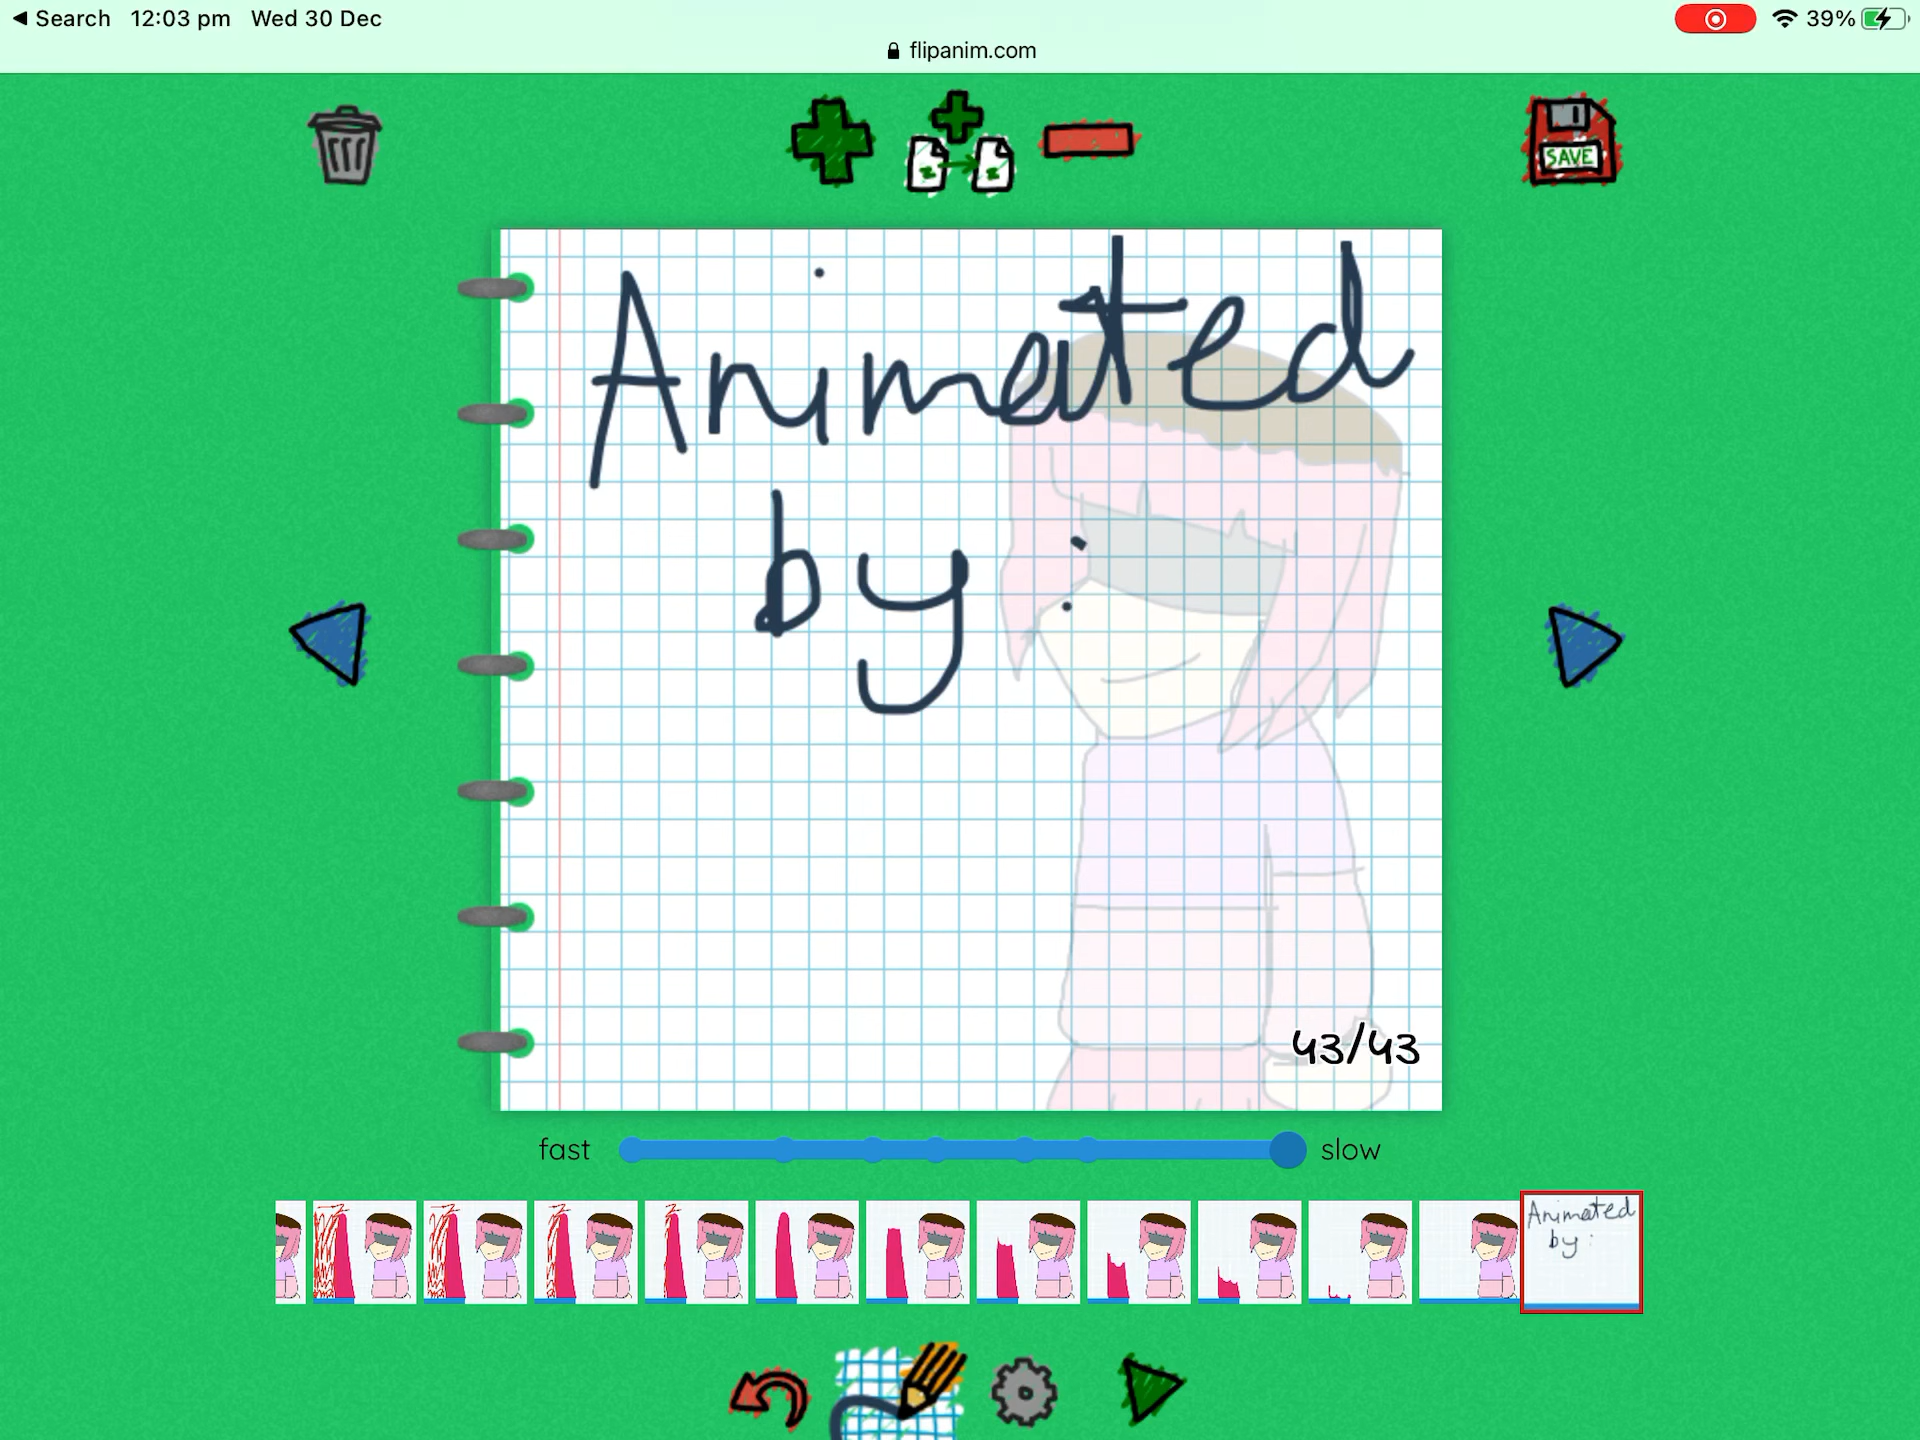 Search 12:03 pm Wed 30 Dec 39%
flipanim.com
SAVE
Animated
by :
43/43
fast slow
Animated
by :